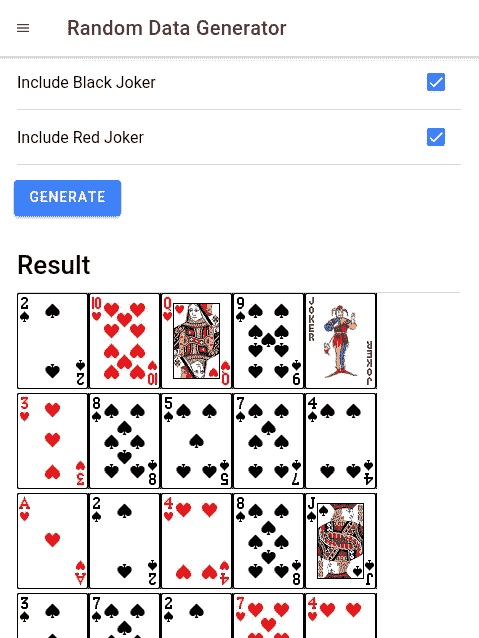 Random Data Generator
Include Black Joker
Include Red Joker
GENERATE
Result
2 10 Q 9 JOKER
2 10 Q 9 JOKER
3 8 5 7 4
3 8 5 7 4
A 2 4 8 J
A 2 4 8 J
3 7 2 7 4